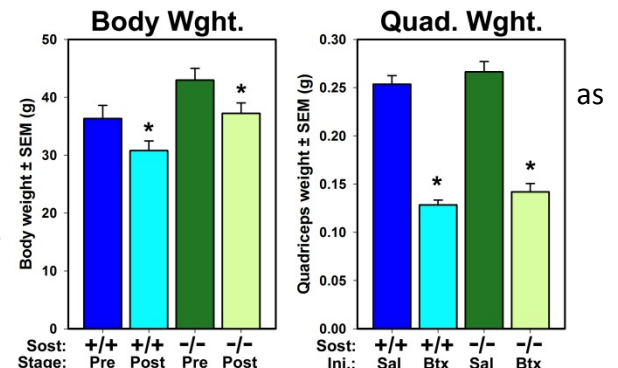 Body Wght.
Quad. Wght.
Body weight ± SEM (g)
50
40
30
20
10
0
*
*
Sost: +/+ +/+ -/- -/-
Stage: Pre Post Pre Post
Quadriceps weight ± SEM (g)
0.30
0.25
0.20
0.15
0.10
0.05
0.00
*
*
Sost: +/+ +/+ -/- -/-
Inj.: Sal Btx Sal Btx
as